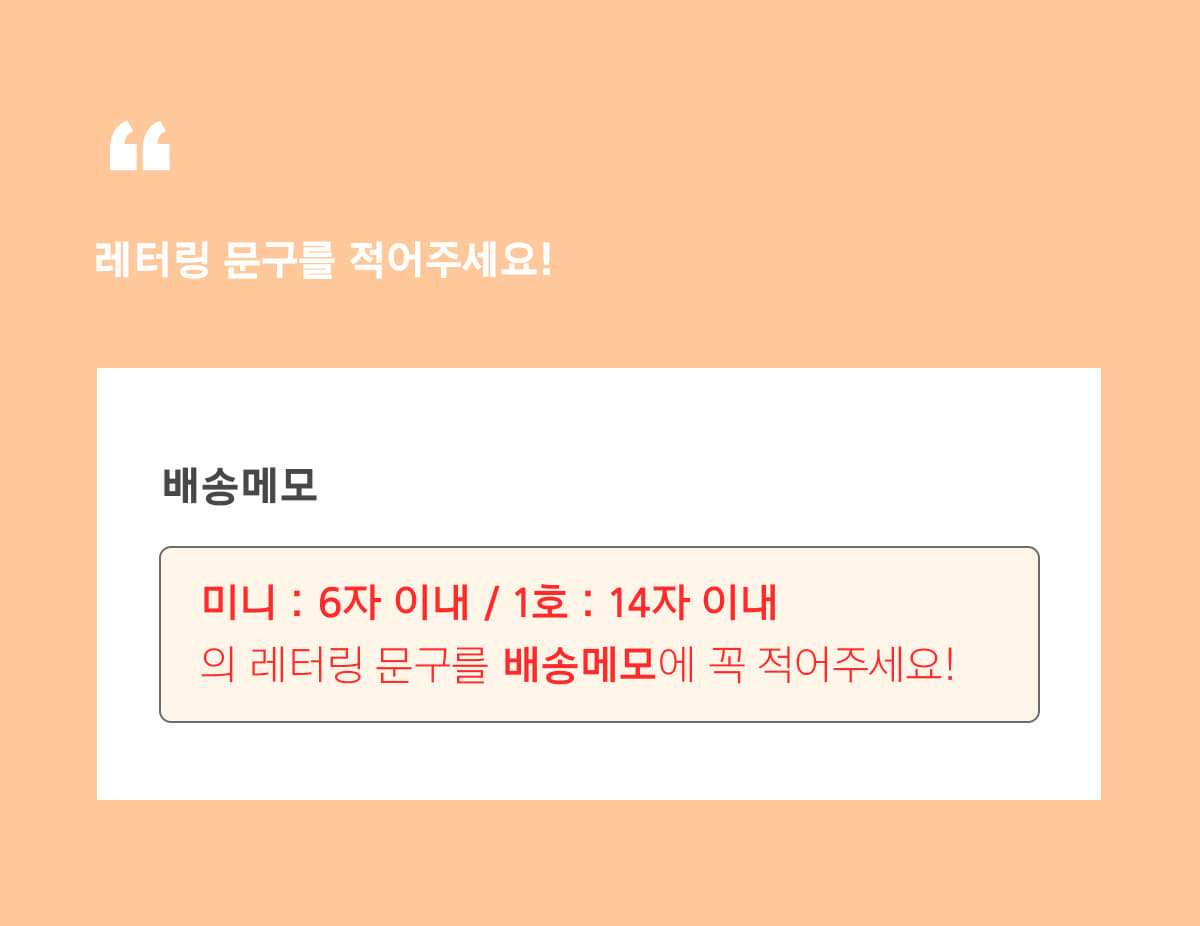 “
레터링 문구를 적어주세요!
배송메모
미니 : 6자 이내 / 1호 : 14자 이내
의 레터링 문구를 배송메모에 꼭 적어주세요!